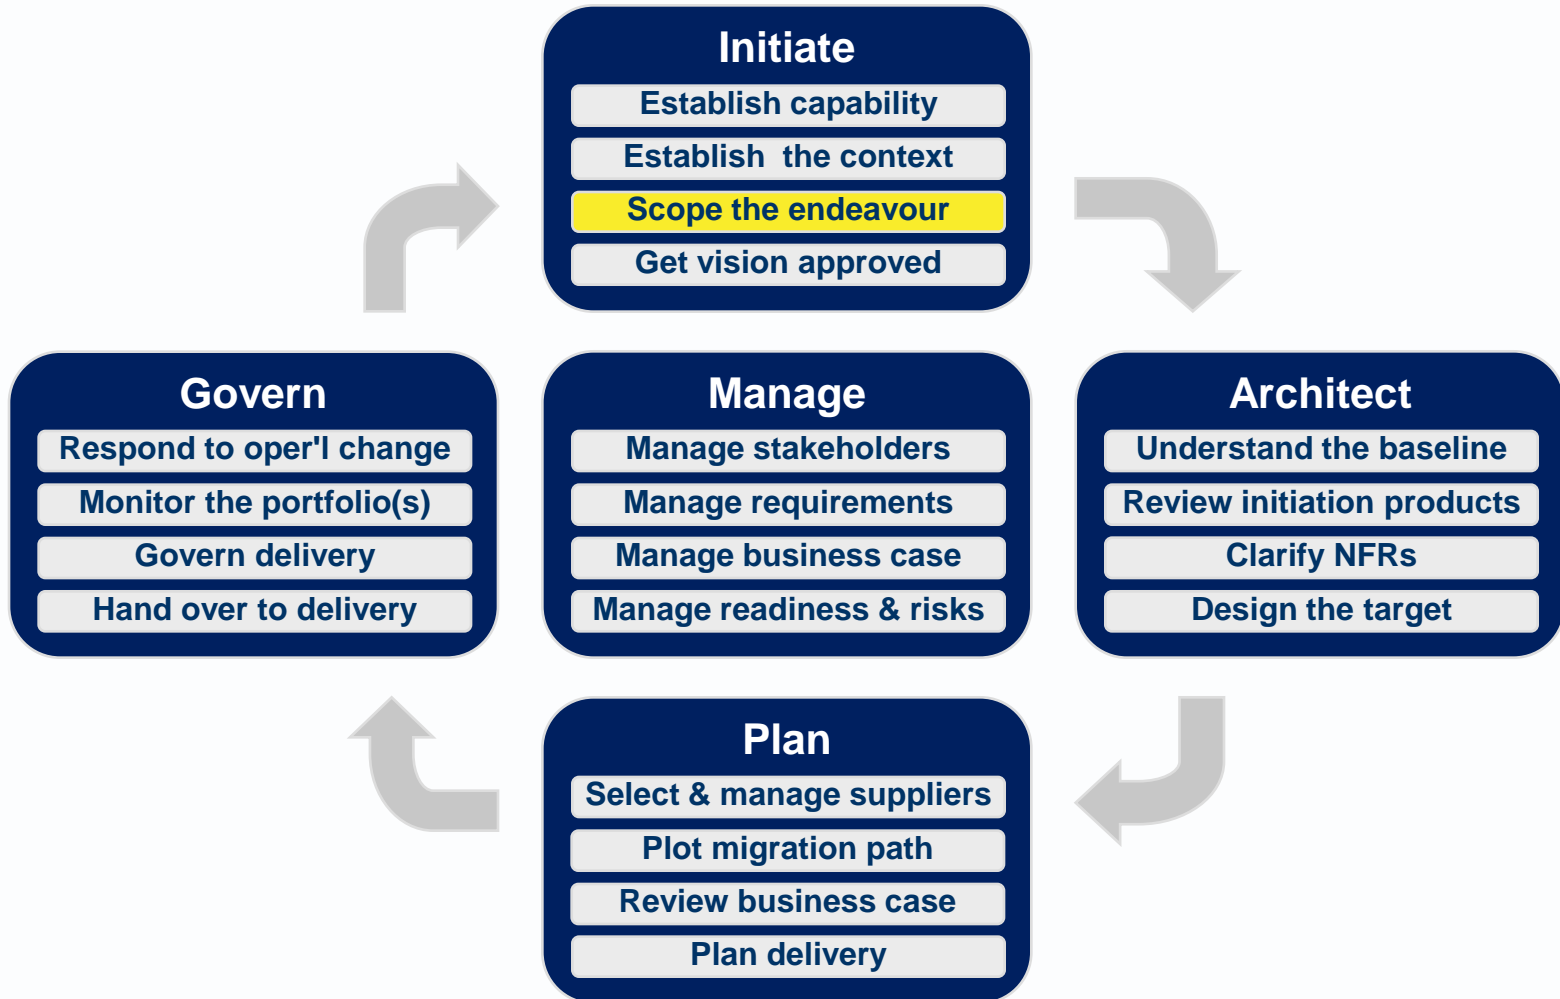 Initiate
Establish capability
Establish  the context
Scope the endeavour
Get vision approved
Govern
Respond to oper'l change
Monitor the portfolio(s)
Govern delivery
Hand over to delivery
Manage
Manage stakeholders
Manage requirements
Manage business case
Manage readiness & risks
Architect
Understand the baseline
Review initiation products
Clarify NFRs
Design the target
Plan
Select & manage suppliers
Plot migration path
Review business case
Plan delivery